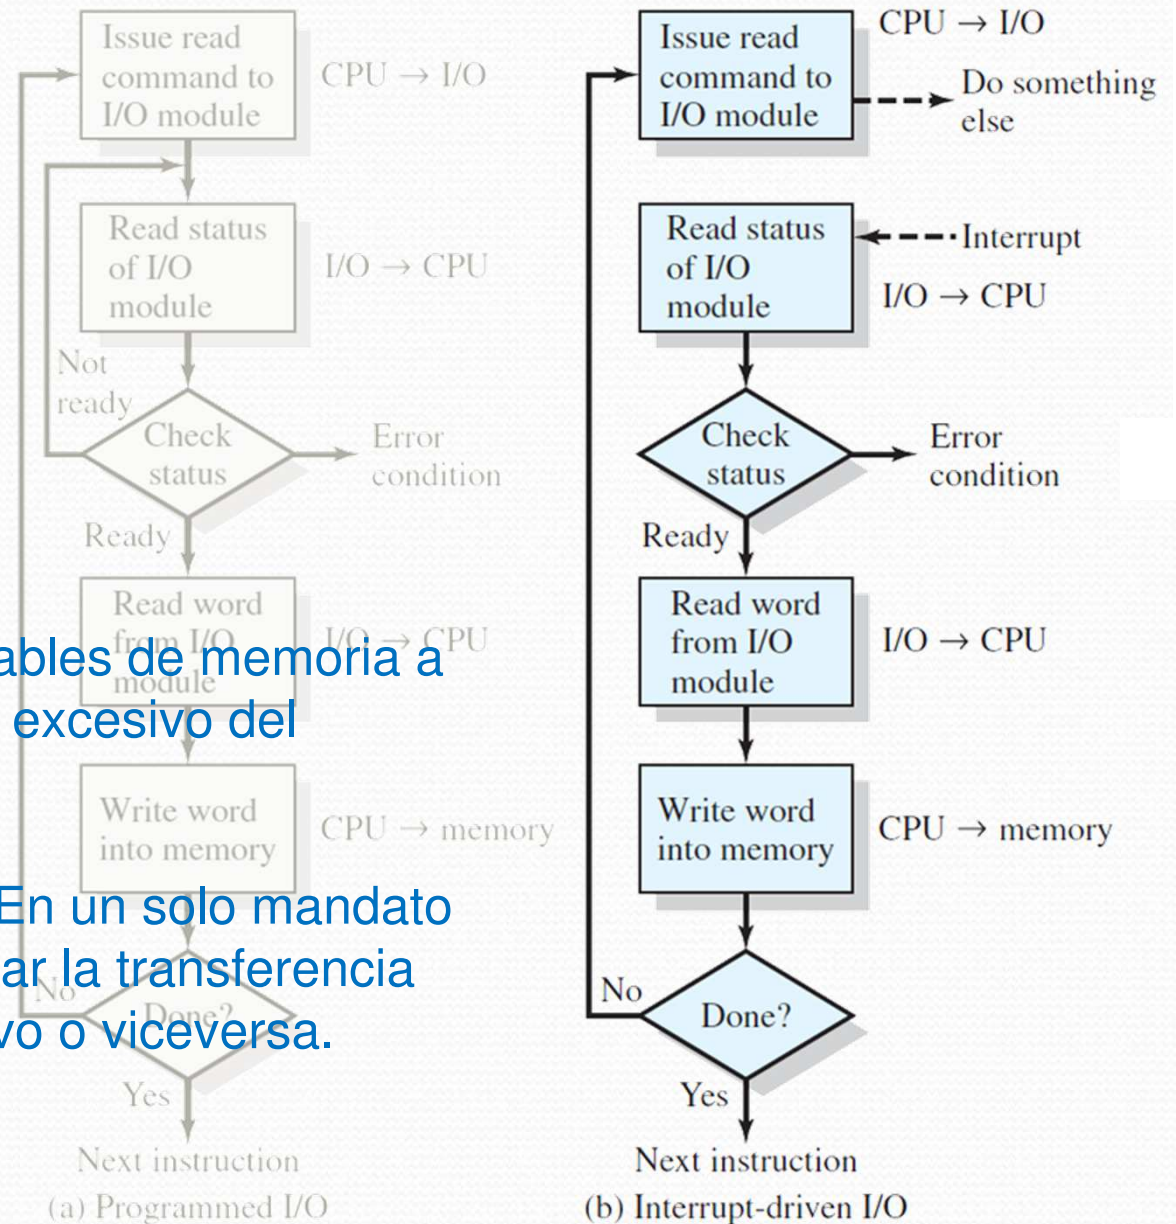 Issue read
command to
I/O module
CPU → I/O
Read status
of I/O
module
I/O → CPU
Not
ready
Check
status
Error
condition
Ready
Read word
from I/O
module
I/O → CPU
Write word
into memory
CPU → memory
No
Done?
Yes
Next instruction
(a) Programmed I/O
de memoria a
excesivo del
En un solo mandato
la transferencia
o viceversa.
Issue read
command to
I/O module
CPU → I/O
Do something
else
Read status
of I/O
module
Interrupt
I/O → CPU
Check
status
Error
condition
Ready
Read word
from I/O
module
I/O → CPU
Write word
into memory
CPU → memory
No
Done?
Yes
Next instruction
(b) Interrupt-driven I/O